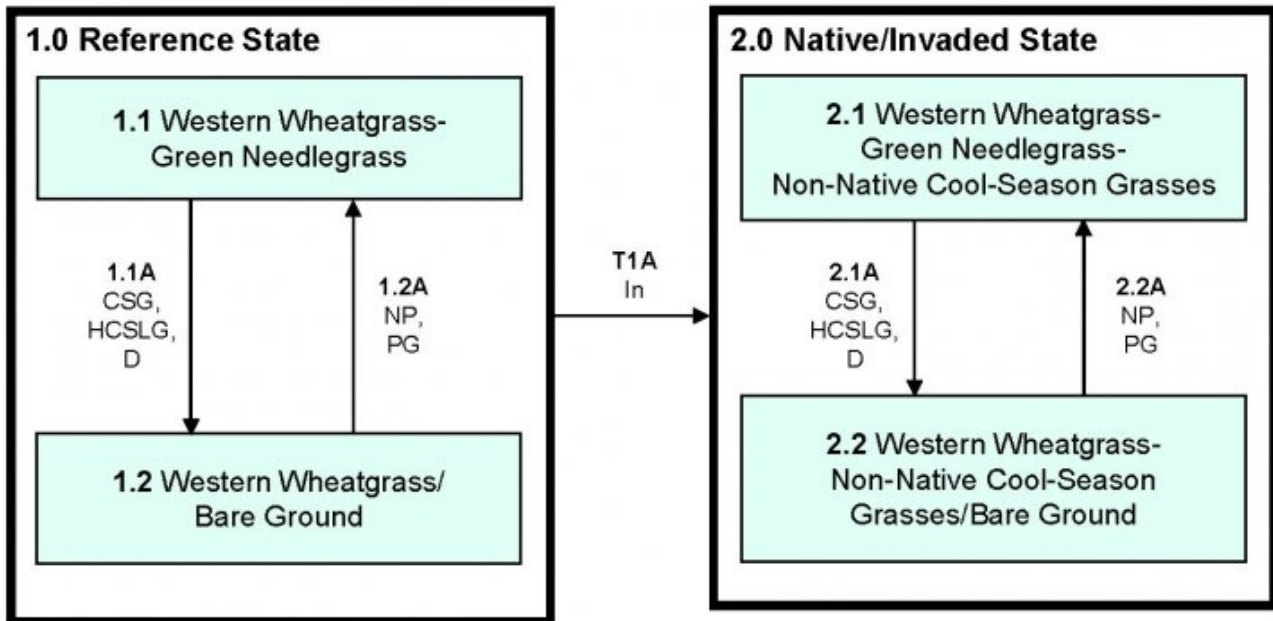 1.0 Reference State
1.1 Western Wheatgrass-
Green Needlegrass
1.1A
CSG,
HCSLG,
D
1.2A
NP,
PG
1.2 Western Wheatgrass/
Bare Ground
T1A
In
2.0 Native/Invaded State
2.1 Western Wheatgrass-
Green Needlegrass-
Non-Native Cool-Season Grasses
2.1A
CSG,
HCSLG,
D
2.2A
NP,
PG
2.2 Western Wheatgrass-
Non-Native Cool-Season
Grasses/Bare Ground